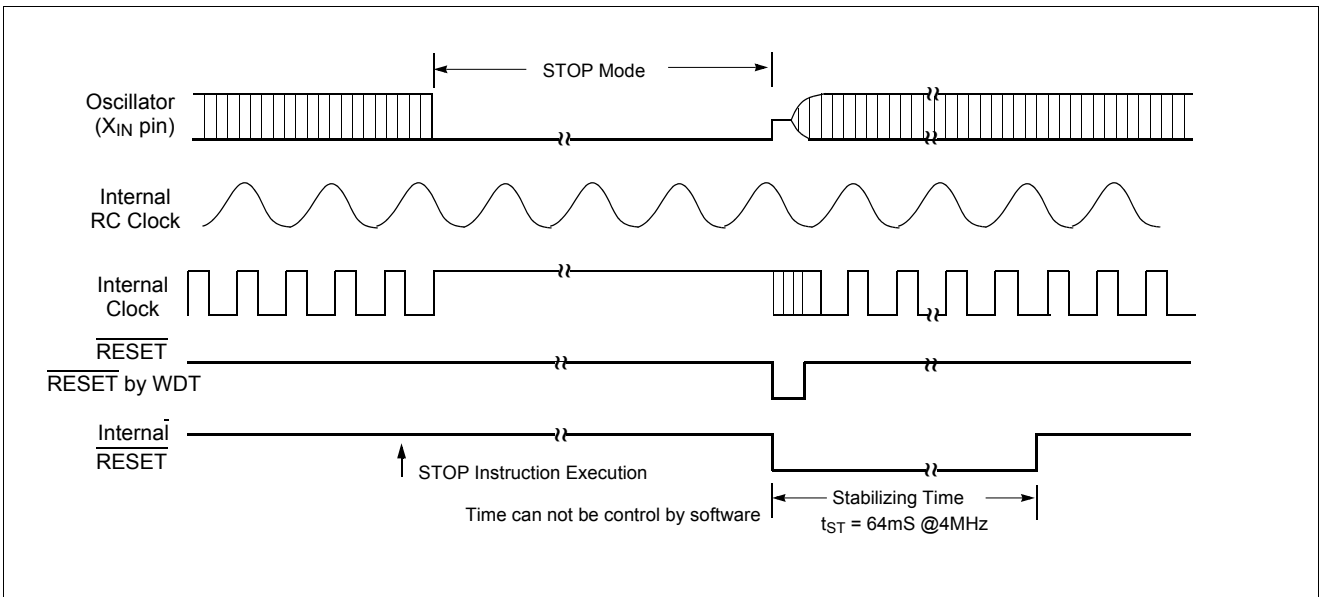 STOP Mode
Oscillator
(XIN pin)
Internal
RC Clock
Internal
Clock
RESET
RESET by WDT
Internal
RESET
STOP Instruction Execution
Time can not be control by software
Stabilizing Time
tST = 64mS @4MHz